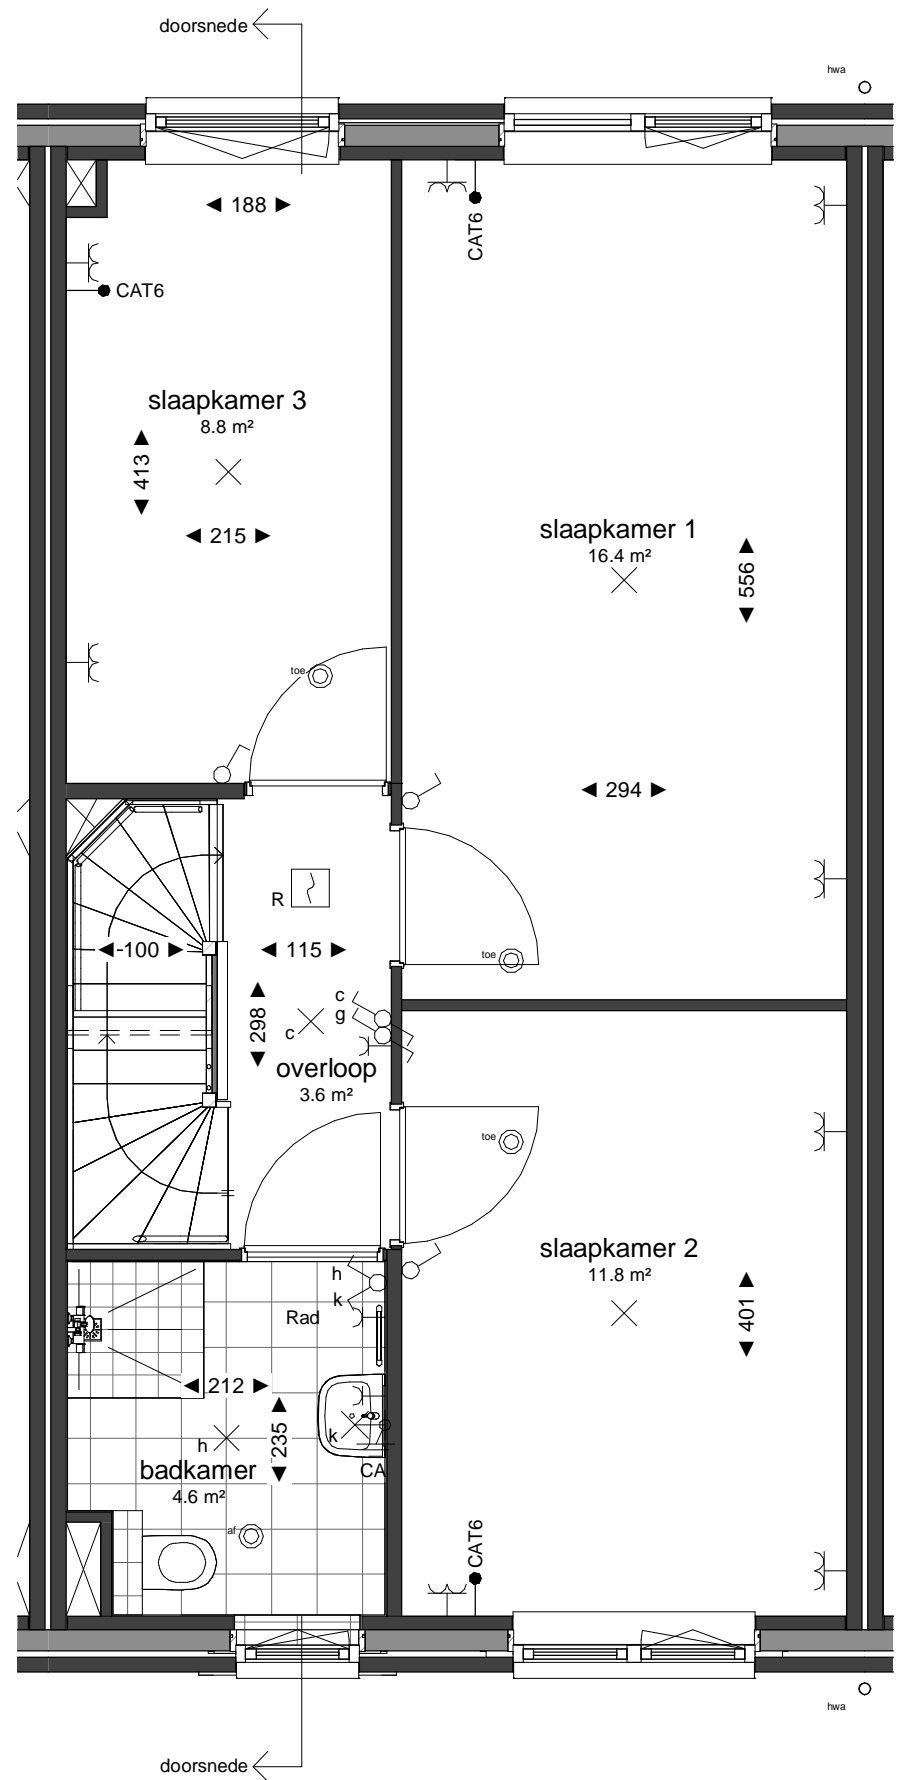 doorsnede
hwa
188
CAT6
CAT6
slaapkamer 3
8.8 m²
413
215
slaapkamer 1
16.4 m²
556
toe
294
R
toe
100
115
298
c
g
c
overloop
3.6 m²
toe
slaapkamer 2
11.8 m²
401
h
k
Rad
212
235
h
k
badkamer
4.6 m²
CA
af
CAT6
hwa
doorsnede